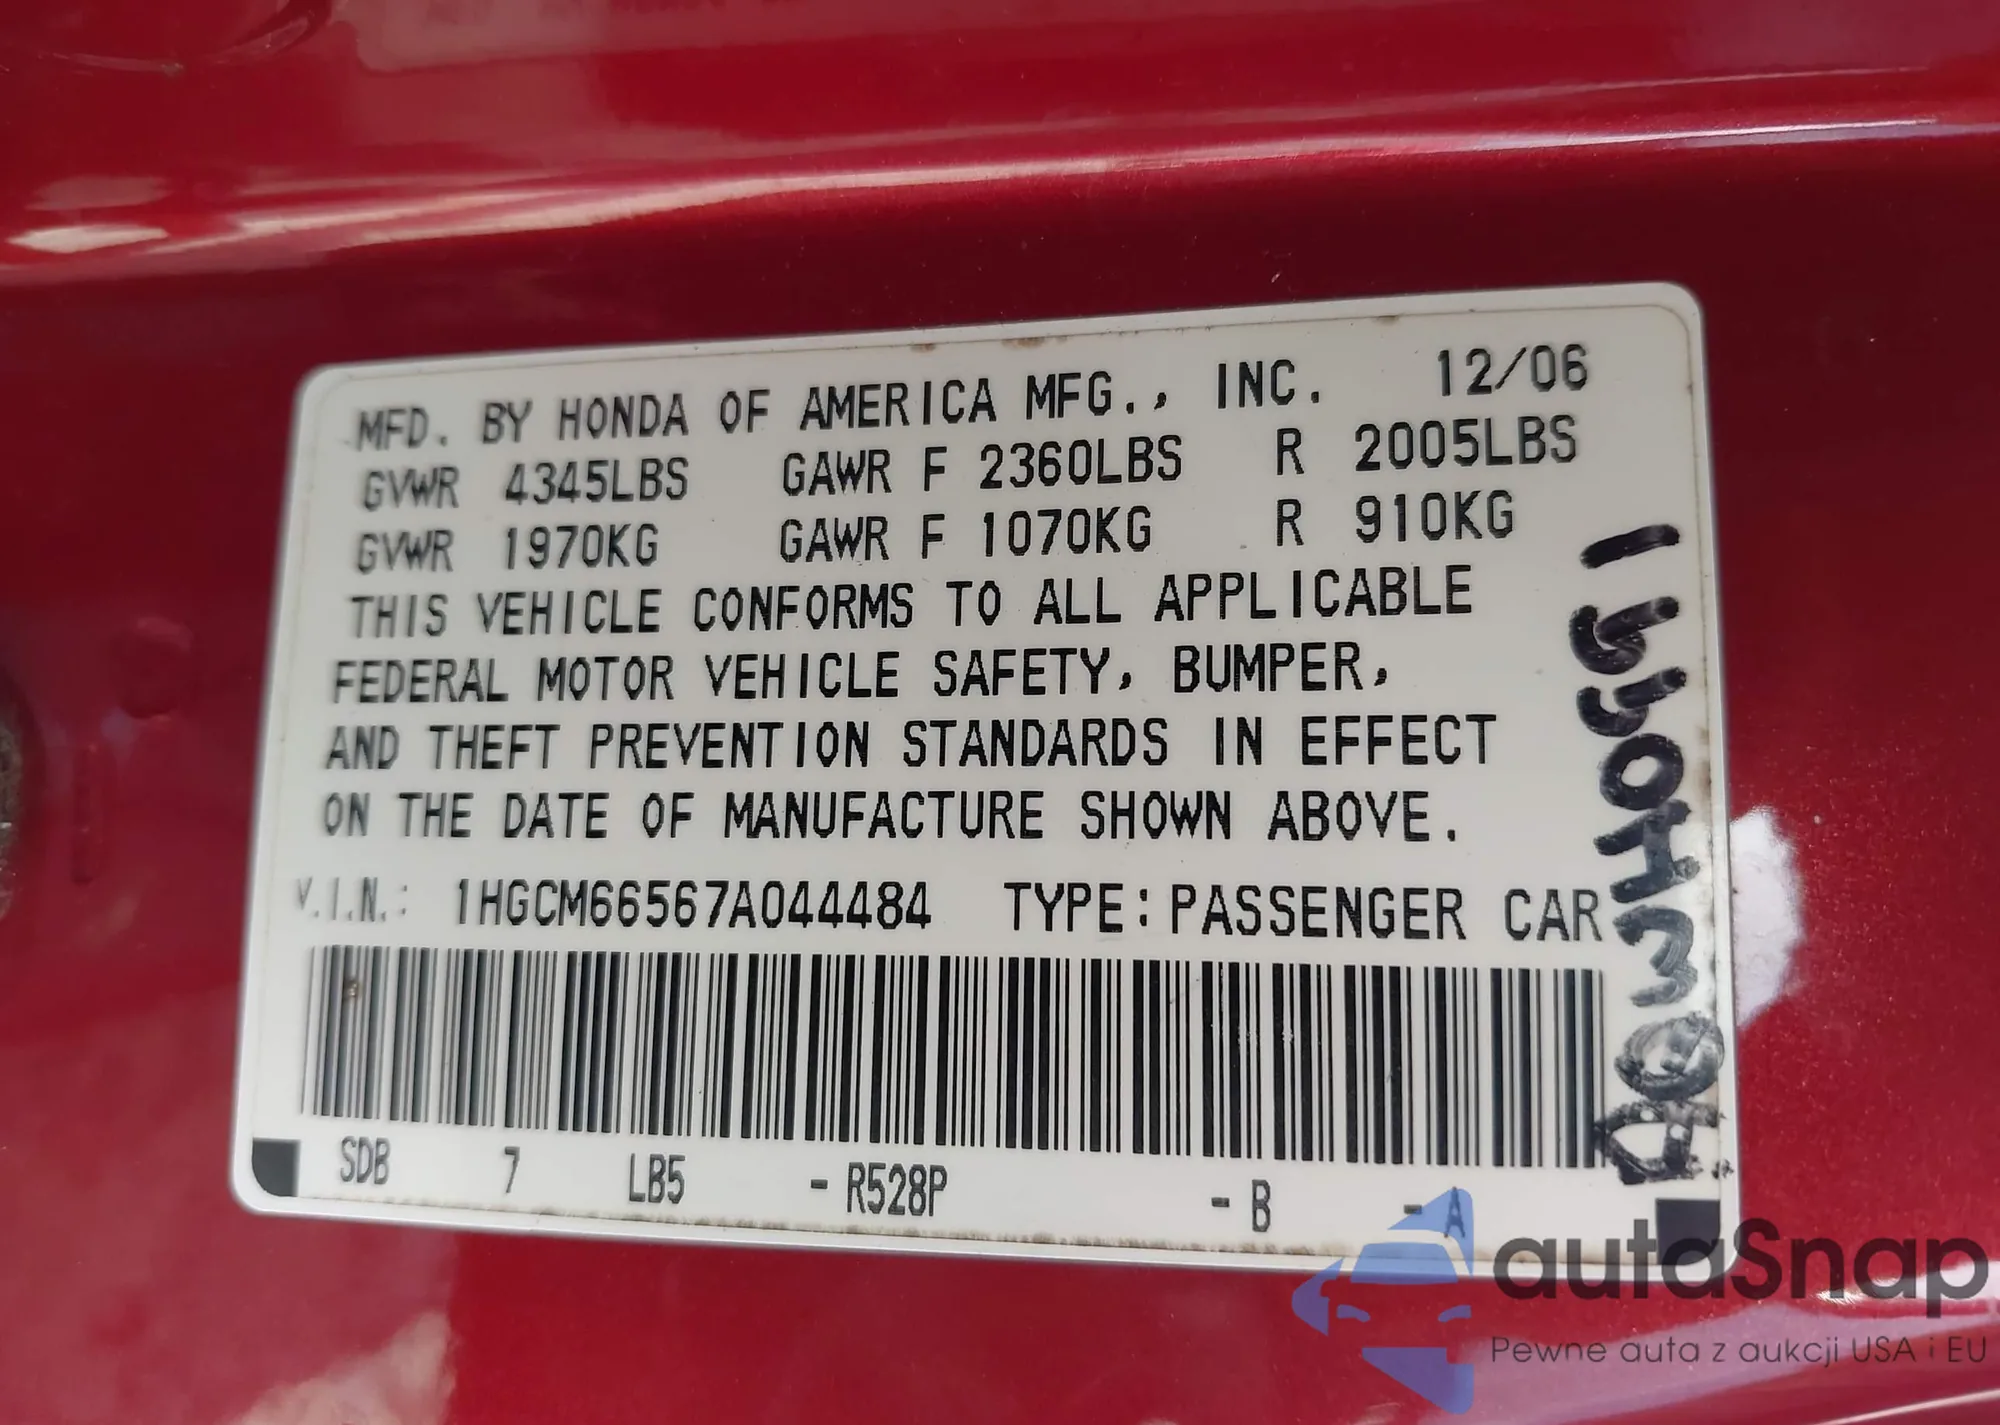 MFD. BY HONDA OF AMERICA MFG., INC. 12/06
GVWR 4345LBS GAWR F 2360LBS R 2005LBS
GVWR 1970KG GAWR F 1070KG R 910KG
THIS VEHICLE CONFORMS TO ALL APPLICABLE
FEDERAL MOTOR VEHICLE SAFETY, BUMPER,
AND THEFT PREVENTION STANDARDS IN EFFECT
ON THE DATE OF MANUFACTURE SHOWN ABOVE.
V.I.N.: 1HGCM66567A044484 TYPE: PASSENGER CAR
SDB 7 LB5 - R528P - B - A
autoSnap
Pewne auta z aukcji USA i EU